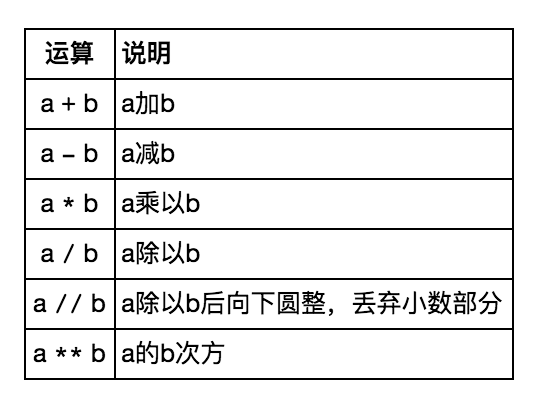 运算 说明
a + b a加b
a − b a减b
a * b a乘以b
a / b a除以b
a // b a除以b后向下圆整，丢弃小数部分
a ** b a的b次方